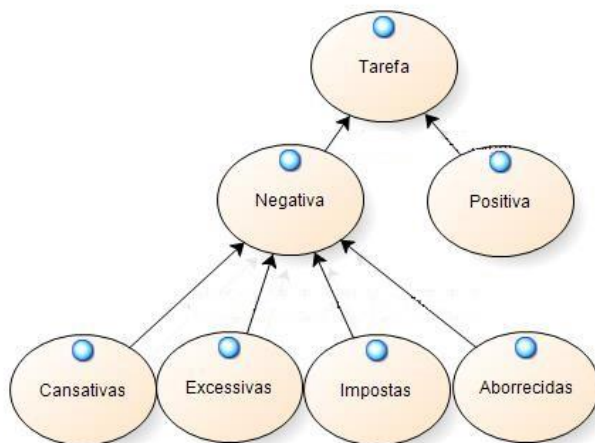 Tarefa
Negativa
Positiva
Cansativas
Excessivas
Impostas
Aborrecidas